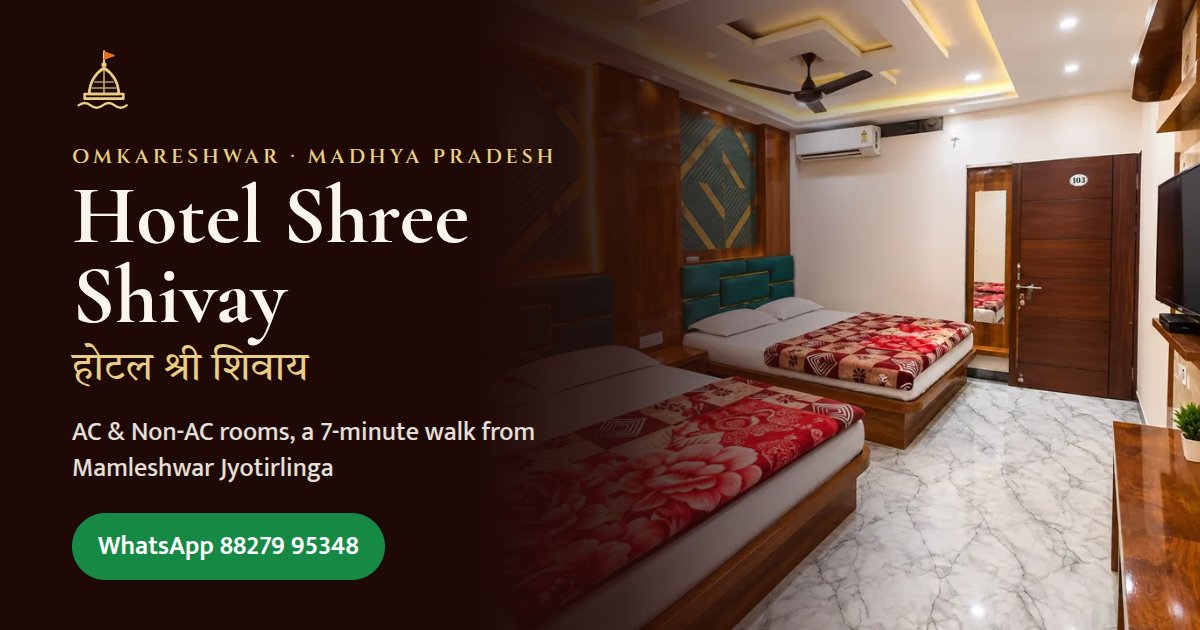 OMKARESHWAR · MADHYA PRADESH
Hotel Shree
Shivay
होटल श्री शिवाय
AC & Non-AC rooms, a 7-minute walk from
Mamleshwar Jyotirlinga
WhatsApp 88279 95348
103